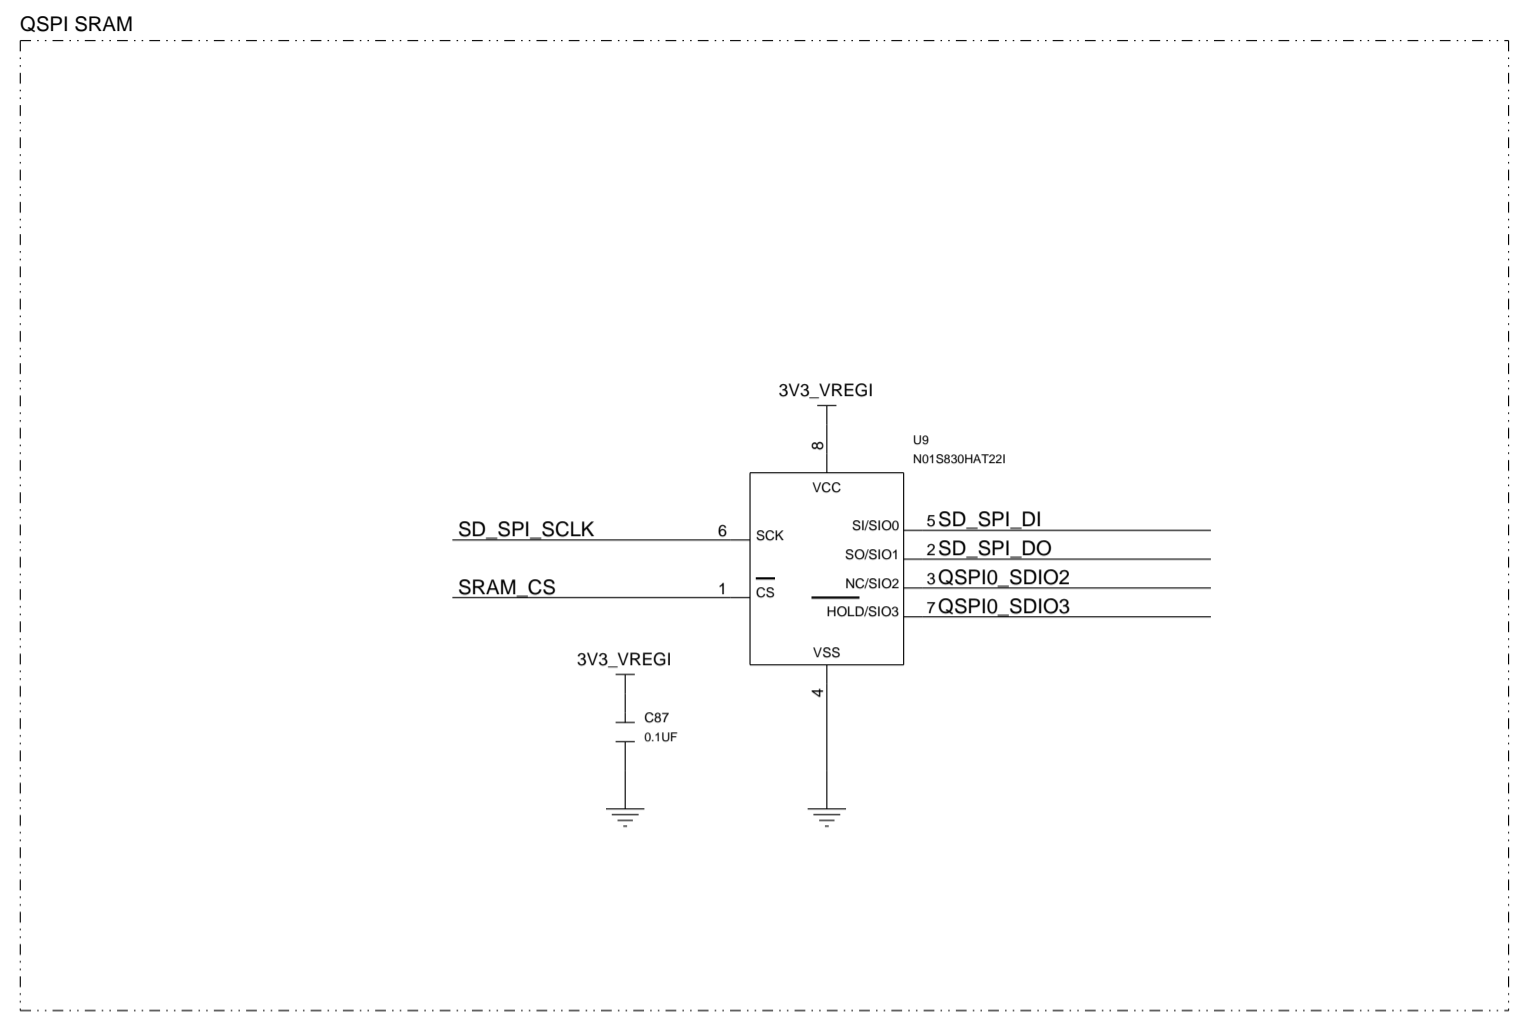 QSPI SRAM
3V3_VREGI
8
U9
N01S830HAT22I
VCC
SD_SPI_SCLK 6 SCK
SI/SIO0 5 SD_SPI_DI
SO/SIO1 2 SD_SPI_DO
NC/SIO2 3 QSPI0_SDIO2
SRAM_CS 1 CS
HOLD/SIO3 7 QSPI0_SDIO3
VSS
3V3_VREGI
4
C87
0.1UF